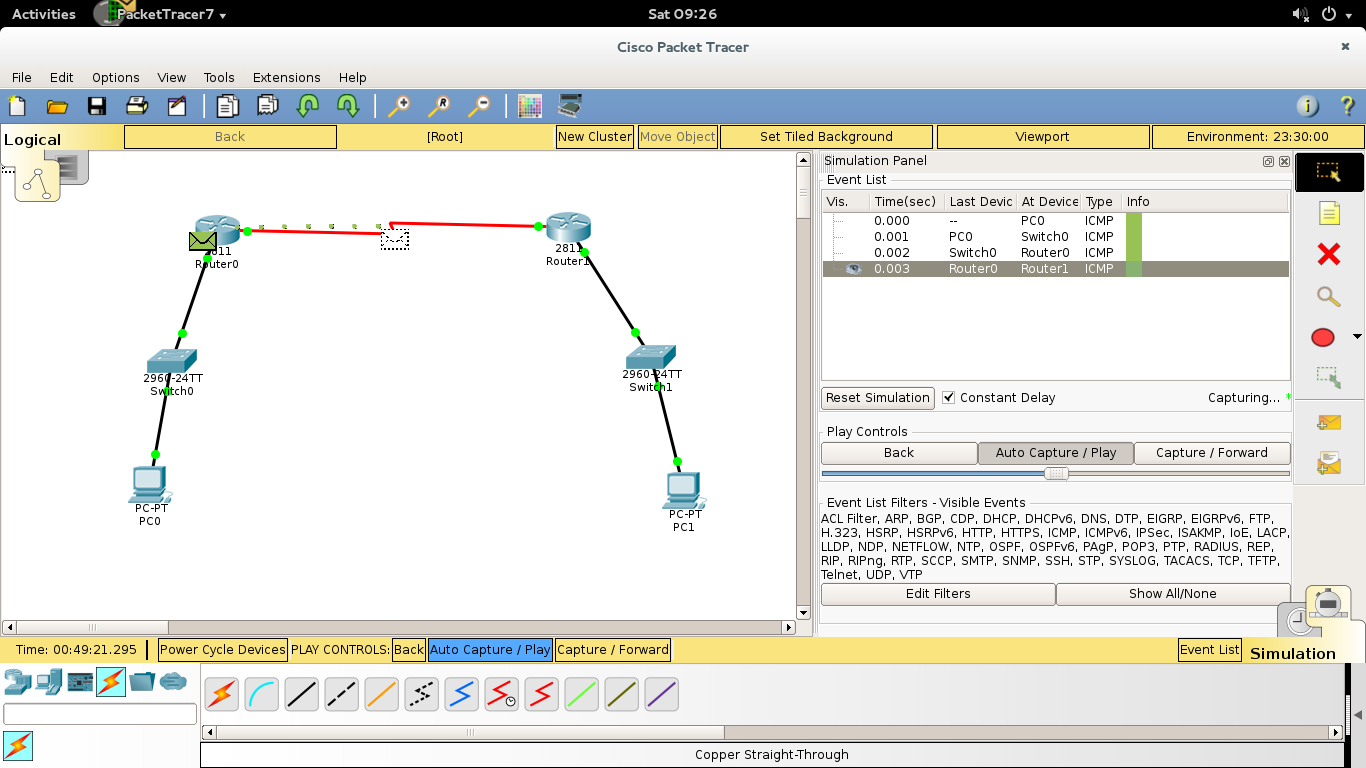 Activities PacketTracer7 Sat 09:26
Cisco Packet Tracer
File Edit Options View Tools Extensions Help
Logical Back [Root] New Cluster Move Object Set Tiled Background Viewport Environment: 23:30:00
2811
Router0
2811
Router1
2960-24TT
Switch0
2960-24TT
Switch1
PC-PT
PC0
PC-PT
PC1
Simulation Panel
Event List
Vis. Time(sec) Last Devic At Device Type Info
0.000 -- PC0 ICMP
0.001 PC0 Switch0 ICMP
0.002 Switch0 Router0 ICMP
0.003 Router0 Router1 ICMP
Reset Simulation Constant Delay Capturing... *
Play Controls
Back Auto Capture / Play Capture / Forward
Event List Filters - Visible Events
ACL Filter, ARP, BGP, CDP, DHCP, DHCPv6, DNS, DTP, EIGRP, EIGRPv6, FTP,
H.323, HSRP, HSRPv6, HTTP, HTTPS, ICMP, ICMPv6, IPSec, ISAKMP, IoE, LACP,
LLDP, NDP, NETFLOW, NTP, OSPF, OSPFv6, PAgP, POP3, PTP, RADIUS, REP,
RIP, RIPng, RTP, SCCP, SMTP, SNMP, SSH, STP, SYSLOG, TACACS, TCP, TFTP,
Telnet, UDP, VTP
Edit Filters Show All/None
Time: 00:49:21.295 Power Cycle Devices PLAY CONTROLS: Back Auto Capture / Play Capture / Forward Event List Simulation
Copper Straight-Through